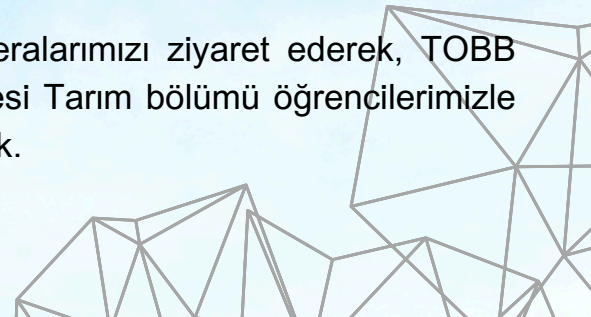 eralarımızı ziyaret ederek, TOBB
esi Tarım bölümü öğrencilerimizle
k.